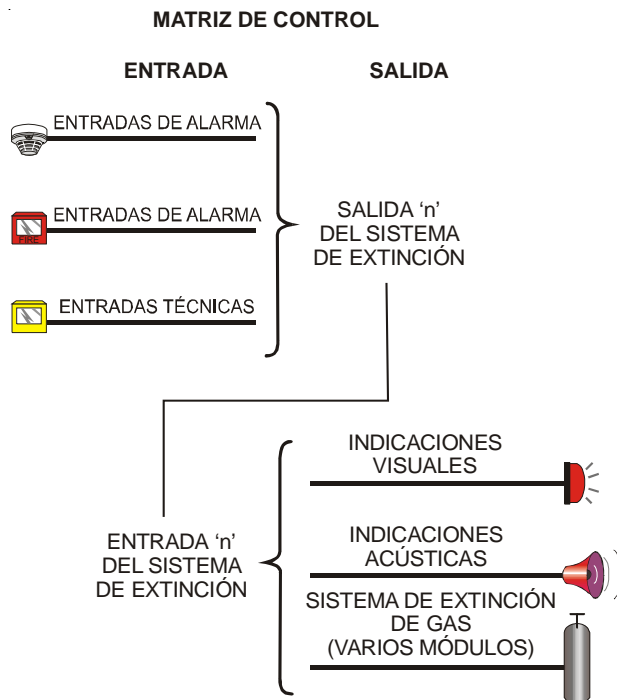 MATRIZ DE CONTROL
ENTRADA
SALIDA
ENTRADAS DE ALARMA
ENTRADAS DE ALARMA
FIRE
ENTRADAS TÉCNICAS
SALIDA ‘n’
DEL SISTEMA
DE EXTINCIÓN
ENTRADA ‘n’
DEL SISTEMA
DE EXTINCIÓN
INDICACIONES
VISUALES
INDICACIONES
ACÚSTICAS
SISTEMA DE EXTINCIÓN
DE GAS
(VARIOS MÓDULOS)